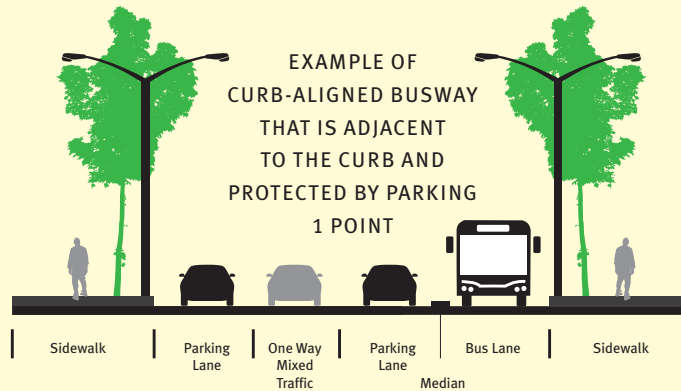 EXAMPLE OF
CURB-ALIGNED BUSWAY
THAT IS ADJACENT
TO THE CURB AND
PROTECTED BY PARKING
1 POINT
Sidewalk
Parking
Lane
One Way
Mixed
Traffic
Parking
Lane
Median
Bus Lane
Sidewalk